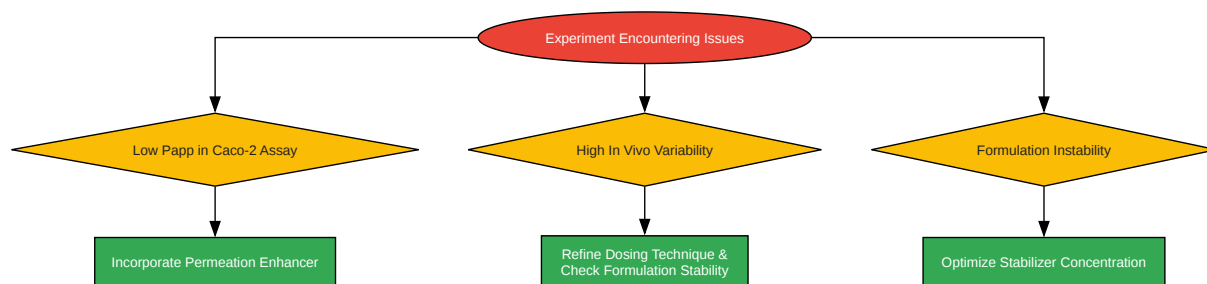 Experiment Encountering Issues
Low Papp in Caco-2 Assay
High In Vivo Variability
Formulation Instability
Incorporate Permeation Enhancer
Refine Dosing Technique &
Check Formulation Stability
Optimize Stabilizer Concentration